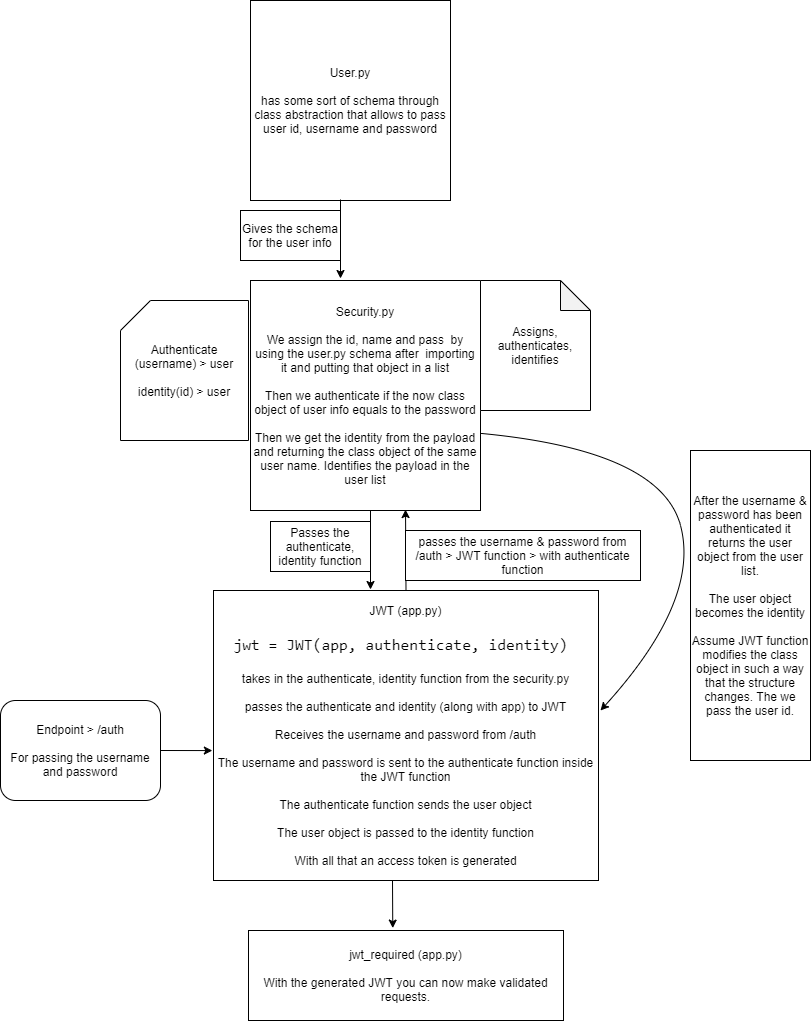 User.py
has some sort of schema through
class abstraction that allows to pass
user id, username and password
Gives the schema
for the user info
Authenticate
(username) > user
identity(id) > user
Security.py
We assign the id, name and pass by
using the user.py schema after importing
it and putting that object in a list
Then we authenticate if the now class
object of user info equals to the password
Then we get the identity from the payload
and returning the class object of the same
user name. Identifies the payload in the
user list
Assigns,
authenticates,
identifies
After the username &
password has been
authenticated it
returns the user
object from the user
list.
The user object
becomes the identity
Assume JWT function
modifies the class
object in such a way
that the structure
changes. The we
pass the user id.
Passes the
authenticate,
identity function
passes the username & password from
/auth > JWT function > with authenticate
function
JWT (app.py)
jwt = JWT(app, authenticate, identity)
takes in the authenticate, identity function from the security.py
passes the authenticate and identity (along with app) to JWT
Receives the username and password from /auth
The username and password is sent to the authenticate function inside
the JWT function
The authenticate function sends the user object
The user object is passed to the identity function
With all that an access token is generated
Endpoint > /auth
For passing the username
and password
jwt_required (app.py)
With the generated JWT you can now make validated
requests.